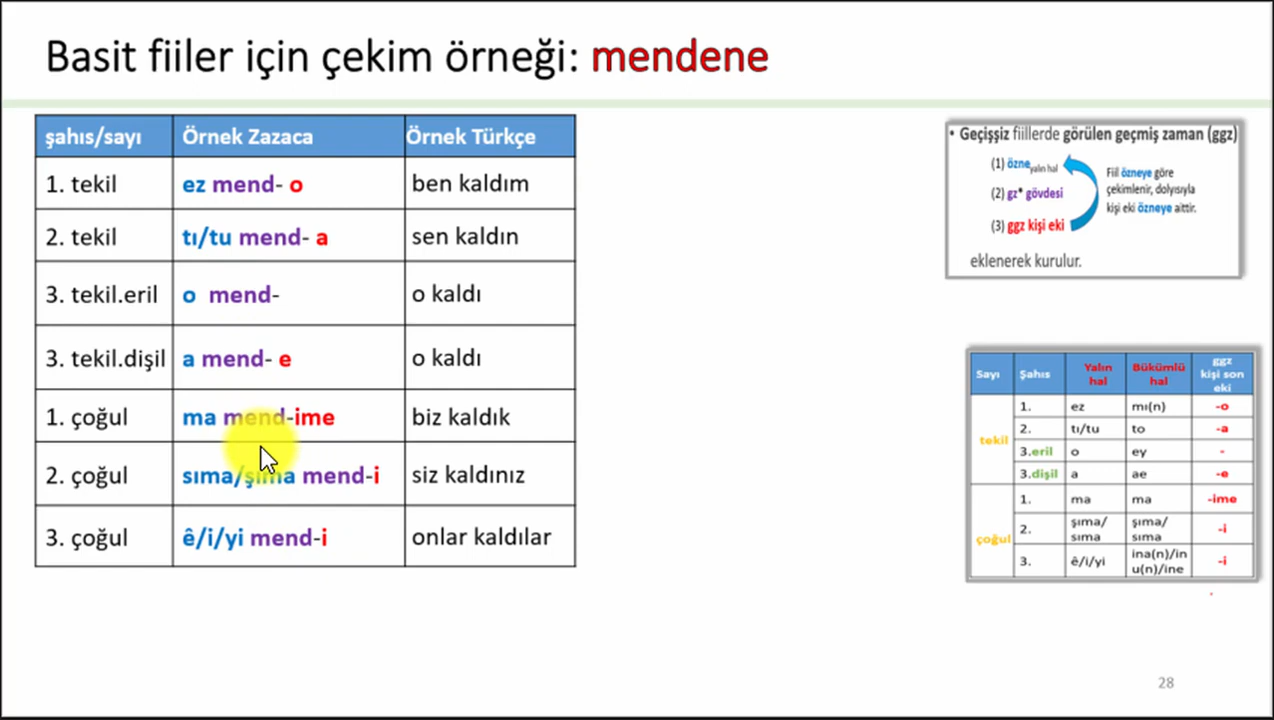 Basit fiiler için çekim örneği: mendene
şahıs/sayı Örnek Zazaca Örnek Türkçe
1. tekil ez mend- o ben kaldım
2. tekil tı/tu mend- a sen kaldın
3. tekil.eril o mend- o kaldı
3. tekil.dişil a mend- e o kaldı
1. çoğul ma mend-ime biz kaldık
2. çoğul sıma/şıma mend-i siz kaldınız
3. çoğul ê/i/yi mend-i onlar kaldılar
• Geçişsiz fiillerde görülen geçmiş zaman (ggz)
(1) özne yalın hal
(2) gz* gövdesi
(3) ggz kişi eki
Fiil özneye göre
çekimlenir, dolyısıyla
kişi eki özneye aittir.
eklenerek kurulur.
Sayı Şahıs Yalın hal Bükümlü hal ggz kişi son eki
tekil
1. ez mı(n) -o
2. tı/tu to -a
3.eril o ey -
3.dişil a ae -e
çoğul
1. ma ma -ime
2. şıma/ sıma şıma/ sıma -i
3. ê/i/yi ina(n)/in u(n)/ine -i
28